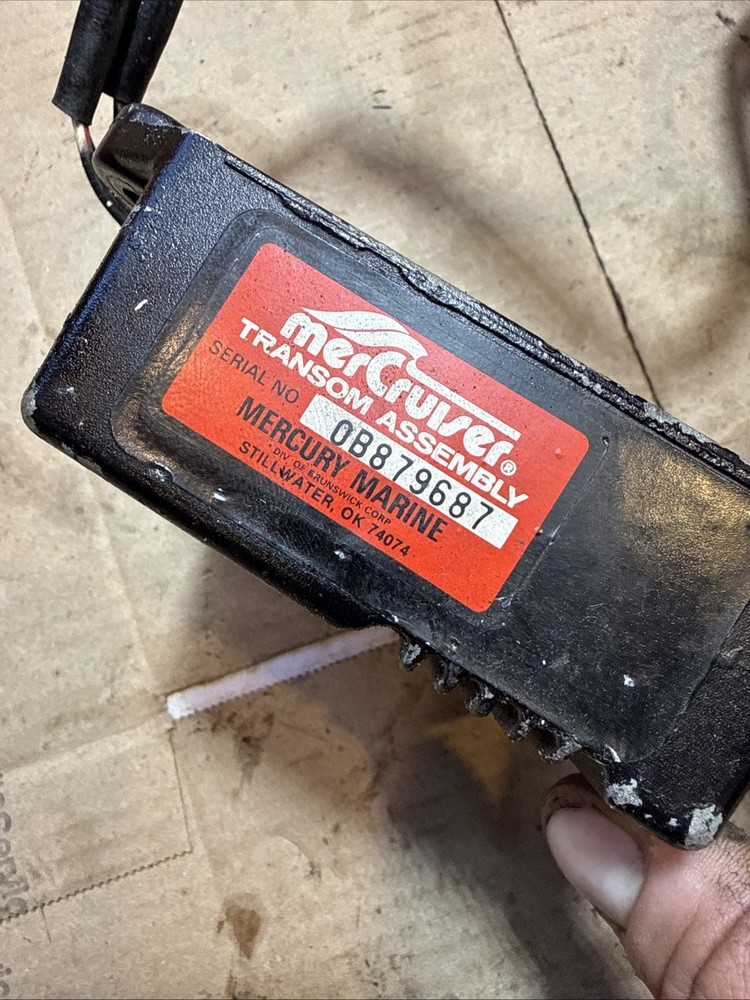 merCruiser®
TRANSOM ASSEMBLY
SERIAL NO 0B879687
MERCURY MARINE
DIV. OF BRUNSWICK CORP
STILLWATER, OK 74074